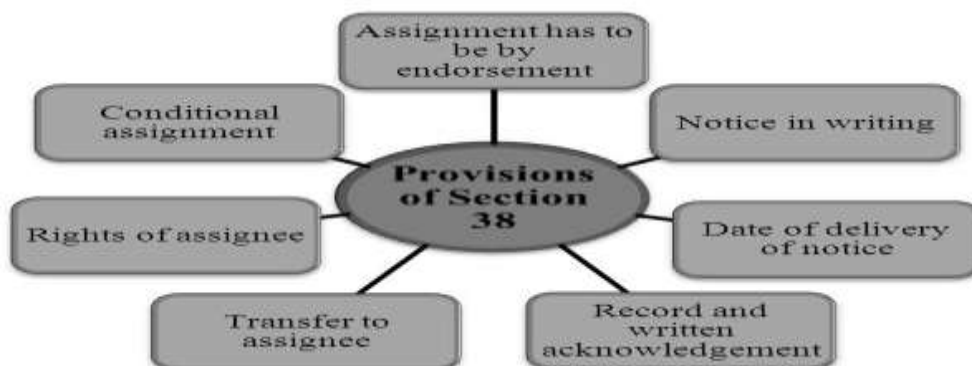 Assignment has to
be by
endorsement
Conditional
assignment
Notice in writing
Provisions
of Section
38
Rights of assignee
Date of delivery
of notice
Transfer to
assignee
Record and
written
acknowledgement